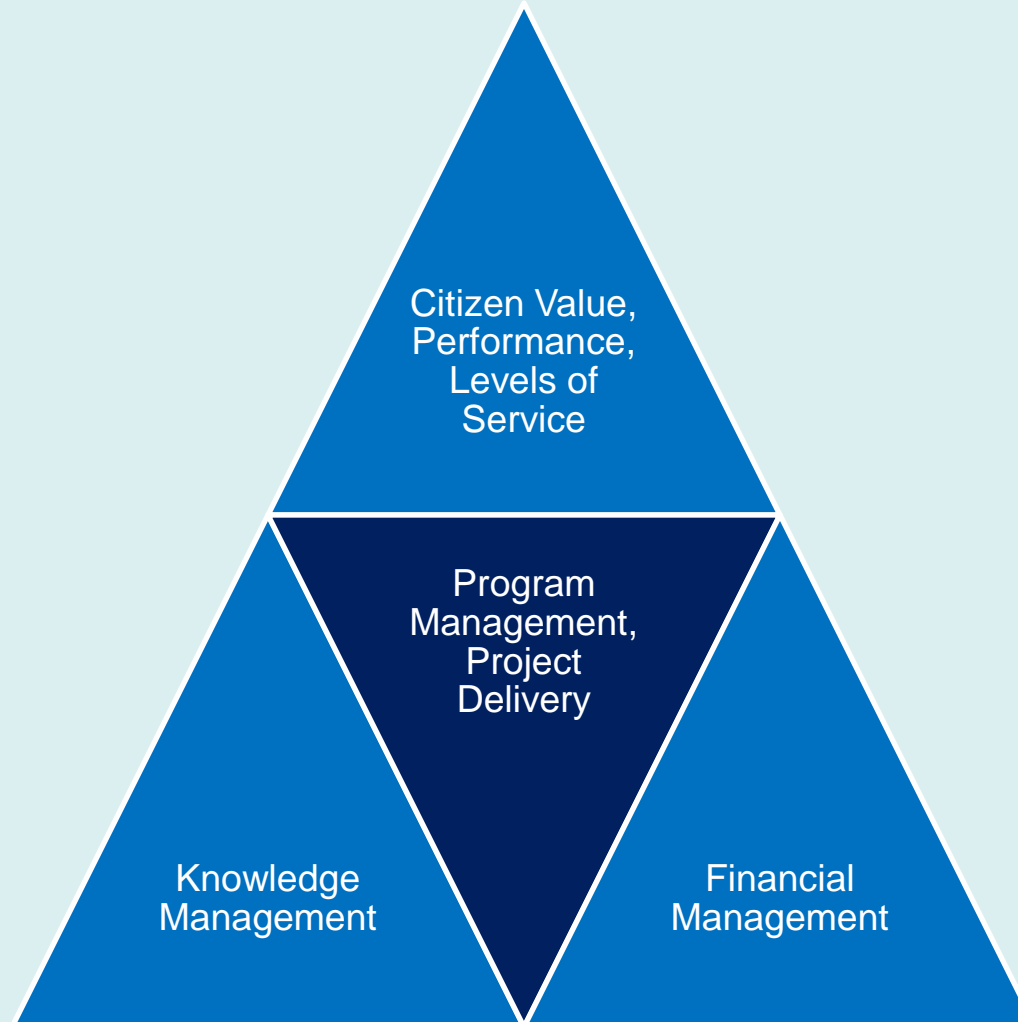 Citizen Value,
Performance,
Levels of
Service
Program
Management,
Project
Delivery
Knowledge
Management
Financial
Management